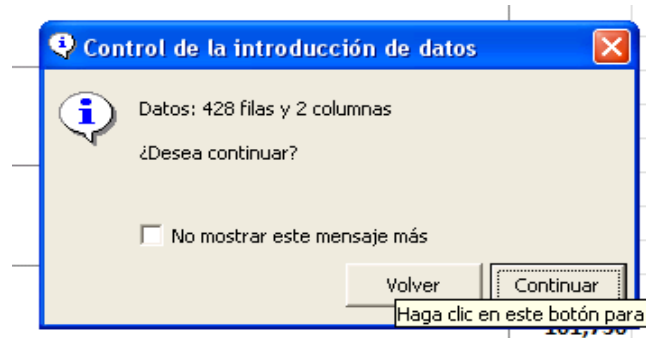 Control de la introducción de datos
Datos: 428 filas y 2 columnas
¿Desea continuar?
No mostrar este mensaje más
Volver
Continuar
Haga clic en este botón para